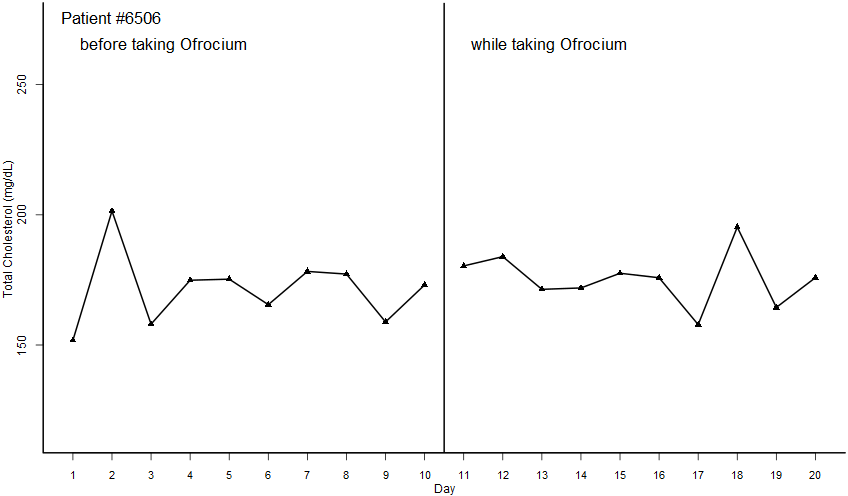 Patient #6506
before taking Ofrocium
while taking Ofrocium
Total Cholesterol (mg/dL)
250
200
150
1 2 3 4 5 6 7 8 9 10 11 12 13 14 15 16 17 18 19 20
Day